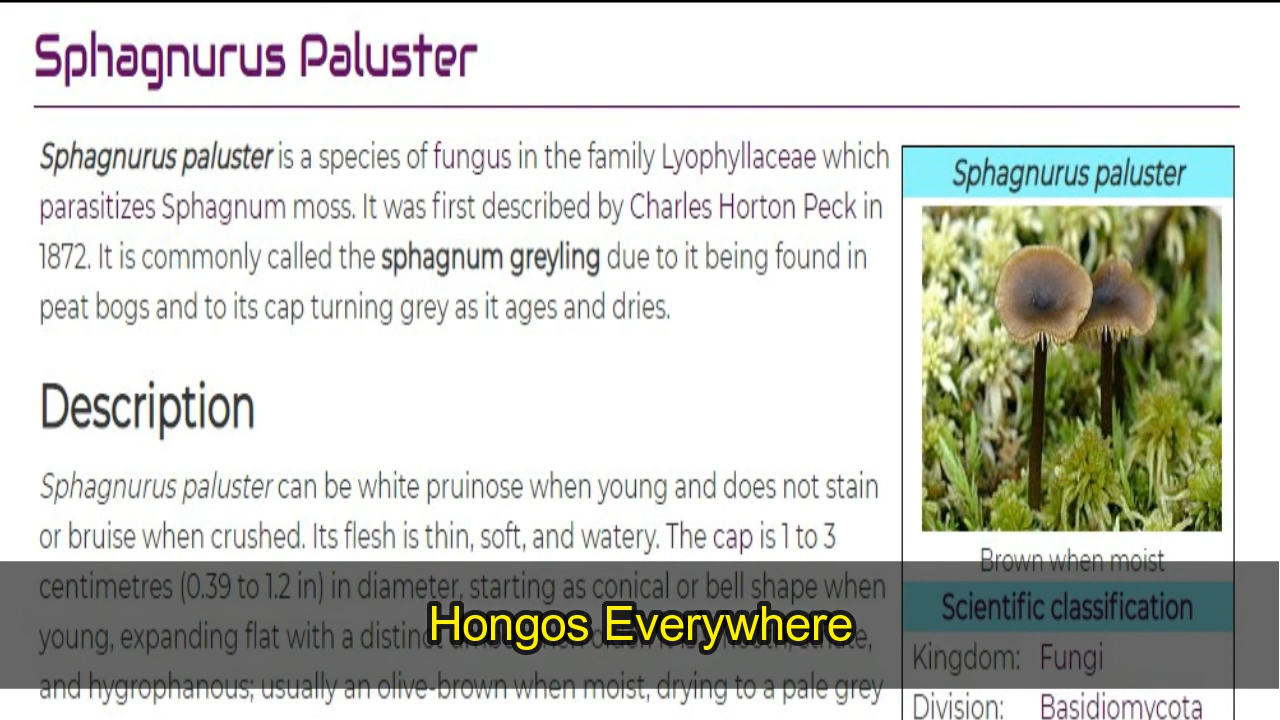 Sphagnurus Paluster
Sphagnurus paluster is a species of fungus in the family Lyophyllaceae which
parasitizes Sphagnum moss. It was first described by Charles Horton Peck in
1872. It is commonly called the sphagnum greyling due to it being found in
peat bogs and to its cap turning grey as it ages and dries.
Description
Sphagnurus paluster can be white pruinose when young and does not stain
or bruise when crushed. Its flesh is thin, soft, and watery. The cap is 1 to 3
centimetres (0.39 to 1.2 in) in diameter, starting as conical or bell shape when
young, expanding flat with a distinct
and hygrophanous; usually an olive-brown when moist, drying to a pale grey
Sphagnurus paluster
Brown when moist
Scientific classification
Kingdom: Fungi
Division: Basidiomycota
Hongos Everywhere